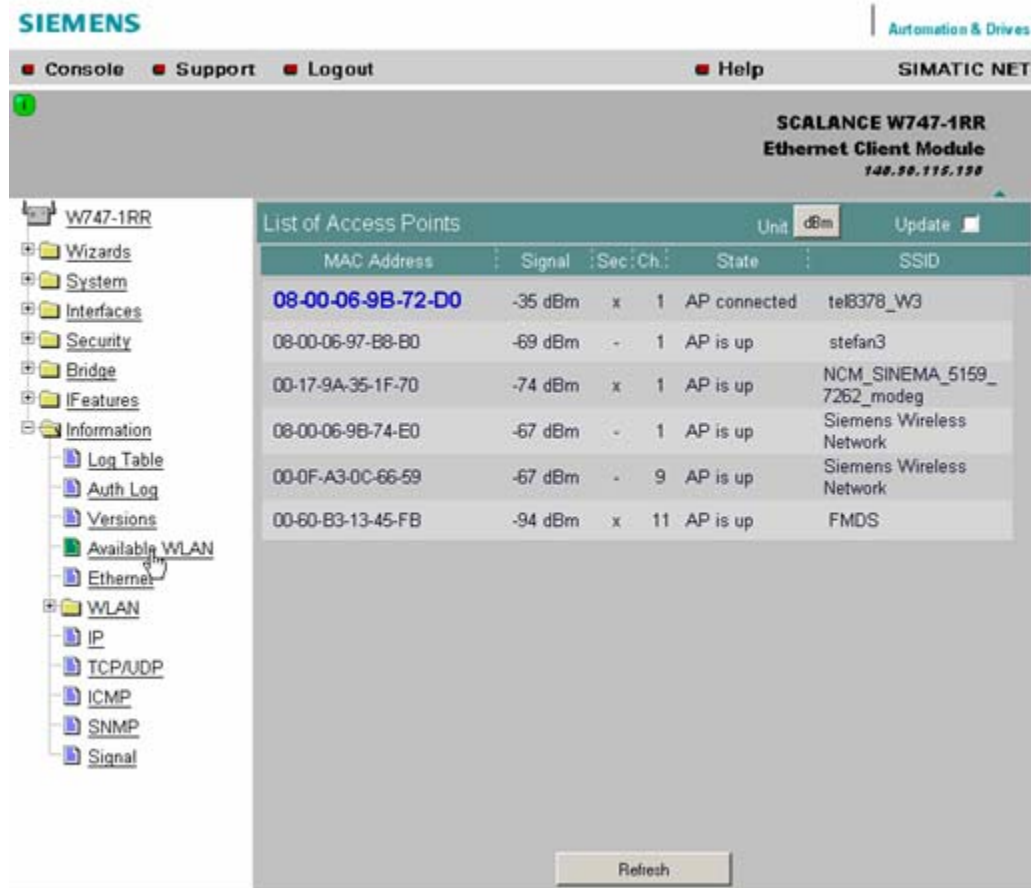 SIEMENS
Automation & Drives
Console Support Logout Help SIMATIC NET
SCALANCE W747-1RR
Ethernet Client Module
W747-1RR
Wizards
System
Interfaces
Security
Bridge
IFeatures
Information
Log Table
Auth Log
Versions
Available WLAN
Ethernet
WLAN
IP
TCP/UDP
ICMP
SNMP
Signal
List of Access Points Unit dBm Update
MAC Address Signal Sec Ch. State SSID
08-00-06-9B-72-D0 -35 dBm x 1 AP connected tel8378_W3
08-00-06-97-B8-B0 -69 dBm - 1 AP is up stefan3
00-17-9A-35-1F-70 -74 dBm x 1 AP is up NCM_SINEMA_5159_
7262_modeg
08-00-06-9B-74-E0 -67 dBm - 1 AP is up Siemens Wireless
Network
00-0F-A3-0C-66-59 -67 dBm - 9 AP is up Siemens Wireless
Network
00-60-B3-13-45-FB -94 dBm x 11 AP is up FMDS
Refresh